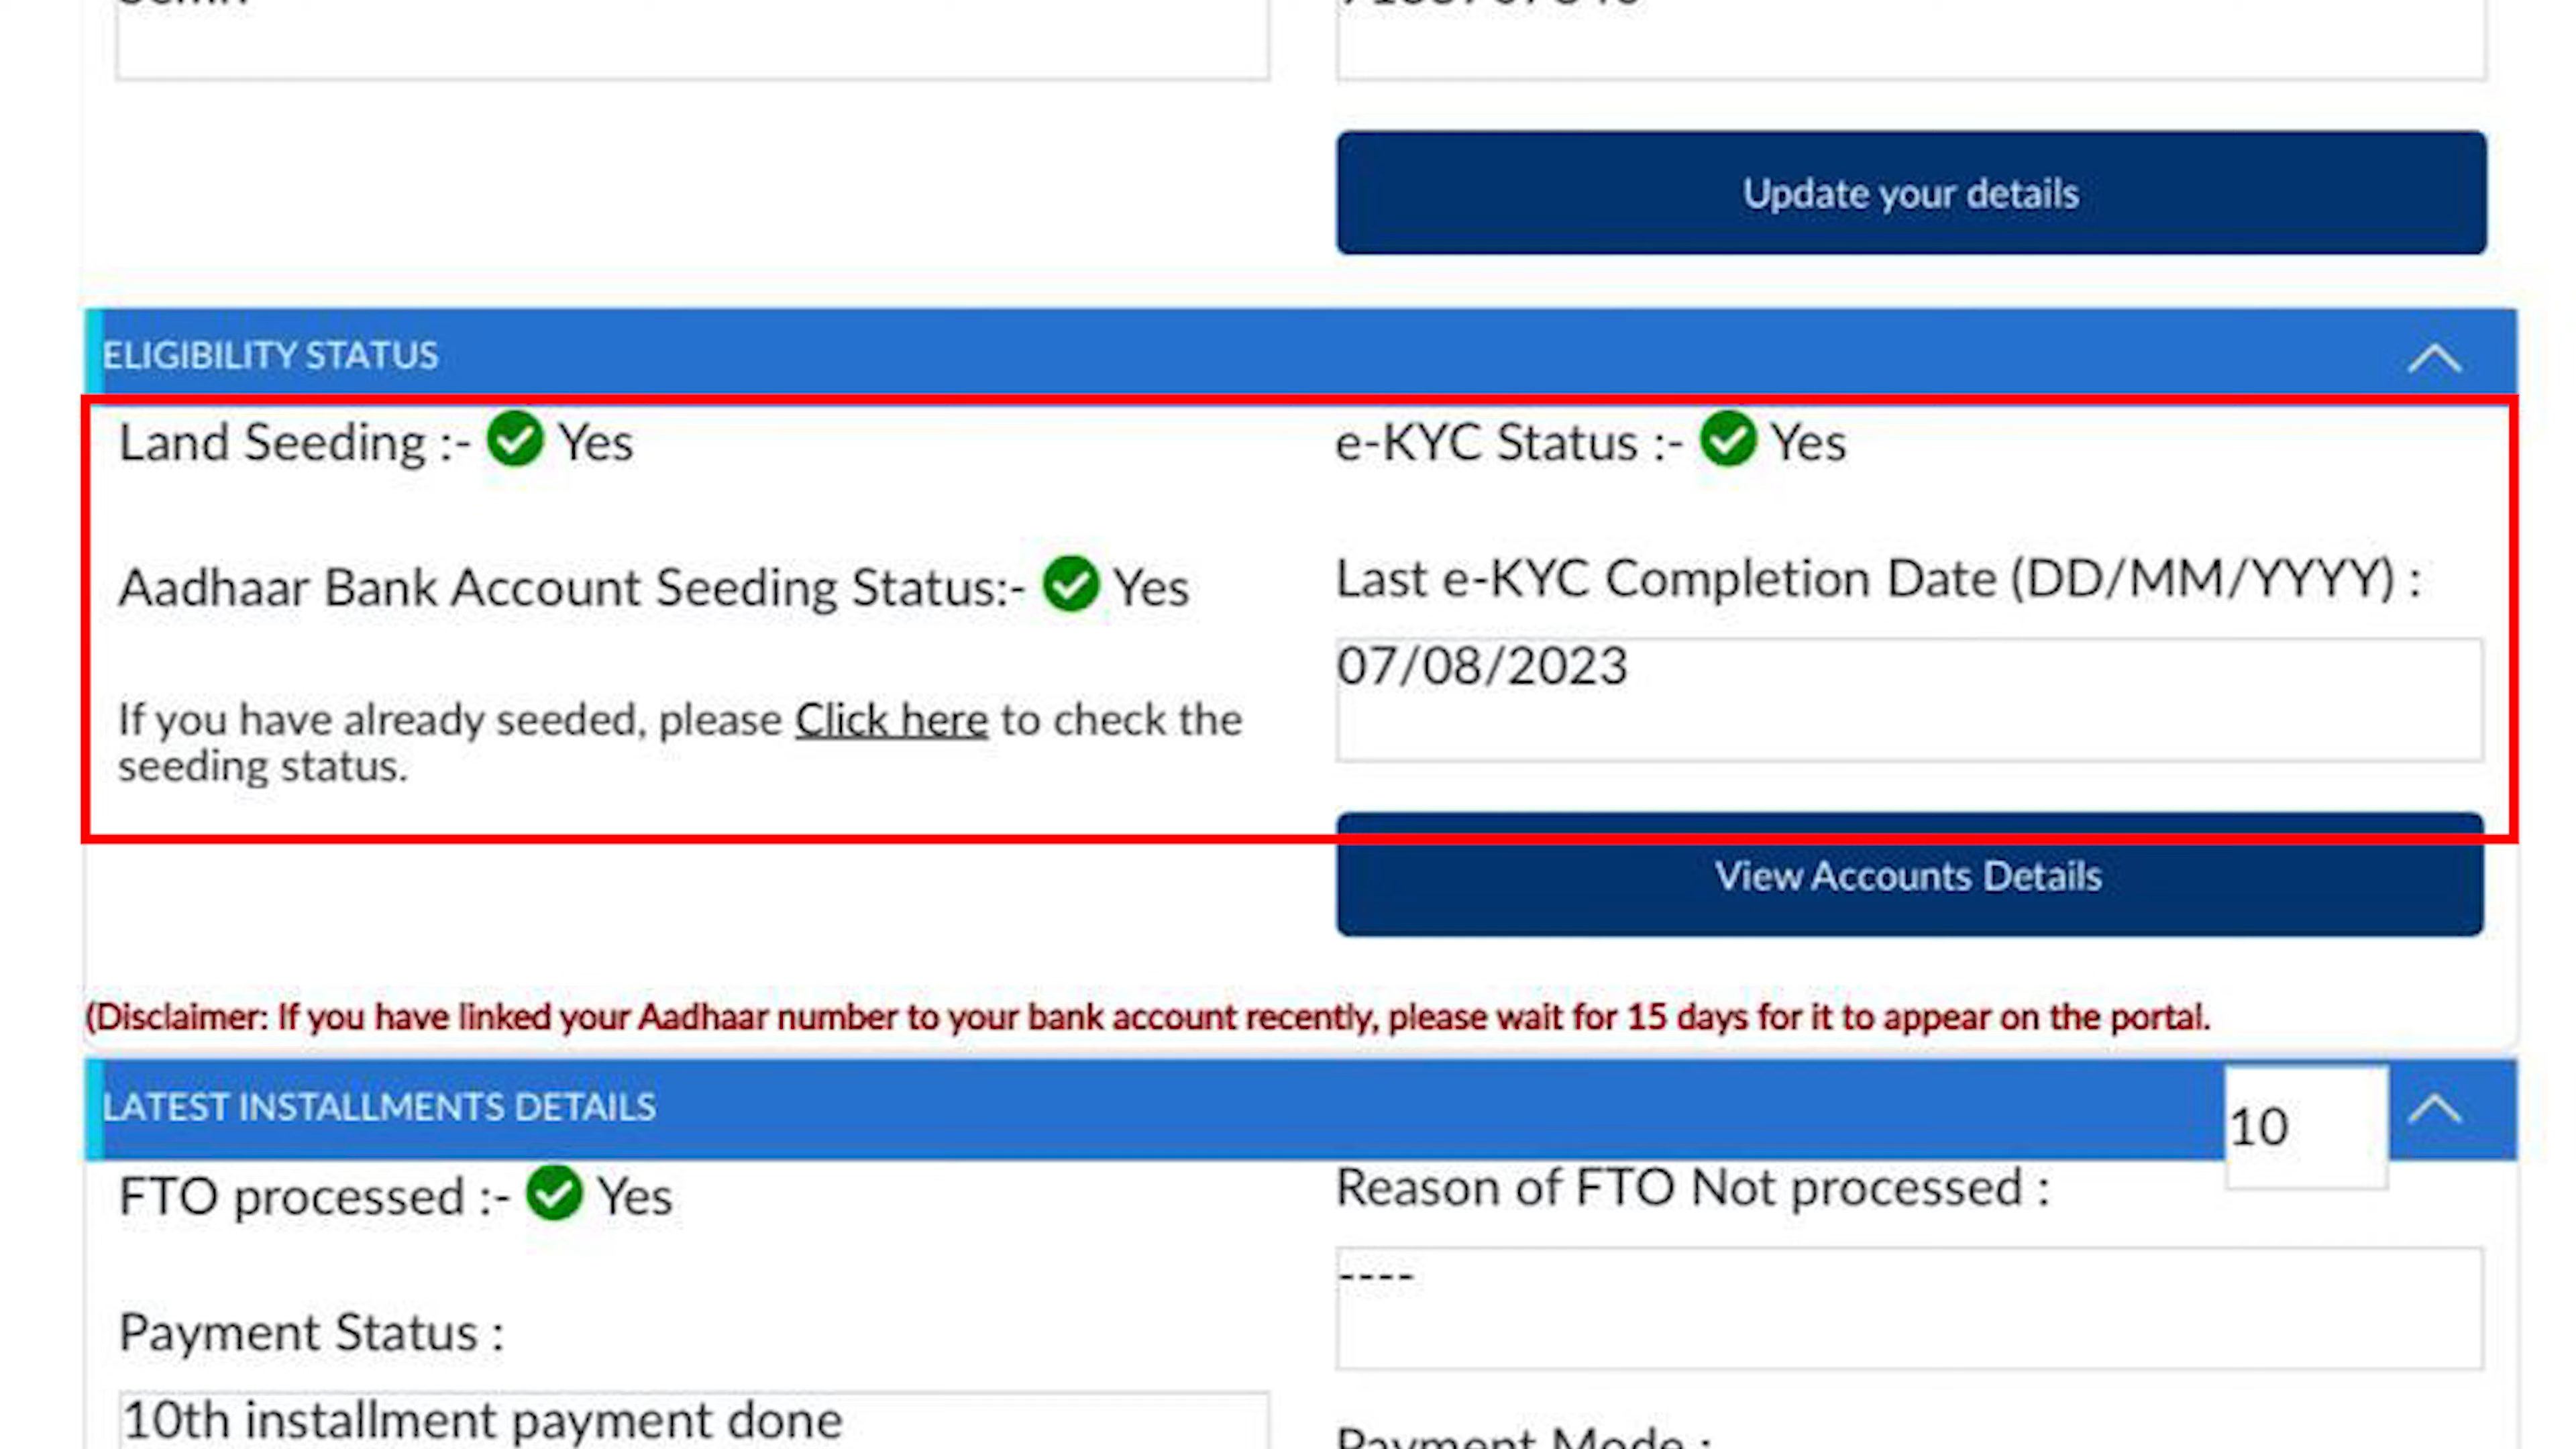 Update your details
ELIGIBILITY STATUS
Land Seeding :- Yes
e-KYC Status :- Yes
Aadhaar Bank Account Seeding Status:- Yes
Last e-KYC Completion Date (DD/MM/YYYY) :
07/08/2023
If you have already seeded, please Click here to check the
seeding status.
View Accounts Details
(Disclaimer: If you have linked your Aadhaar number to your bank account recently, please wait for 15 days for it to appear on the portal.
LATEST INSTALLMENTS DETAILS
10
FTO processed :- Yes
Reason of FTO Not processed :
----
Payment Status :
10th installment payment done
Payment Mode :